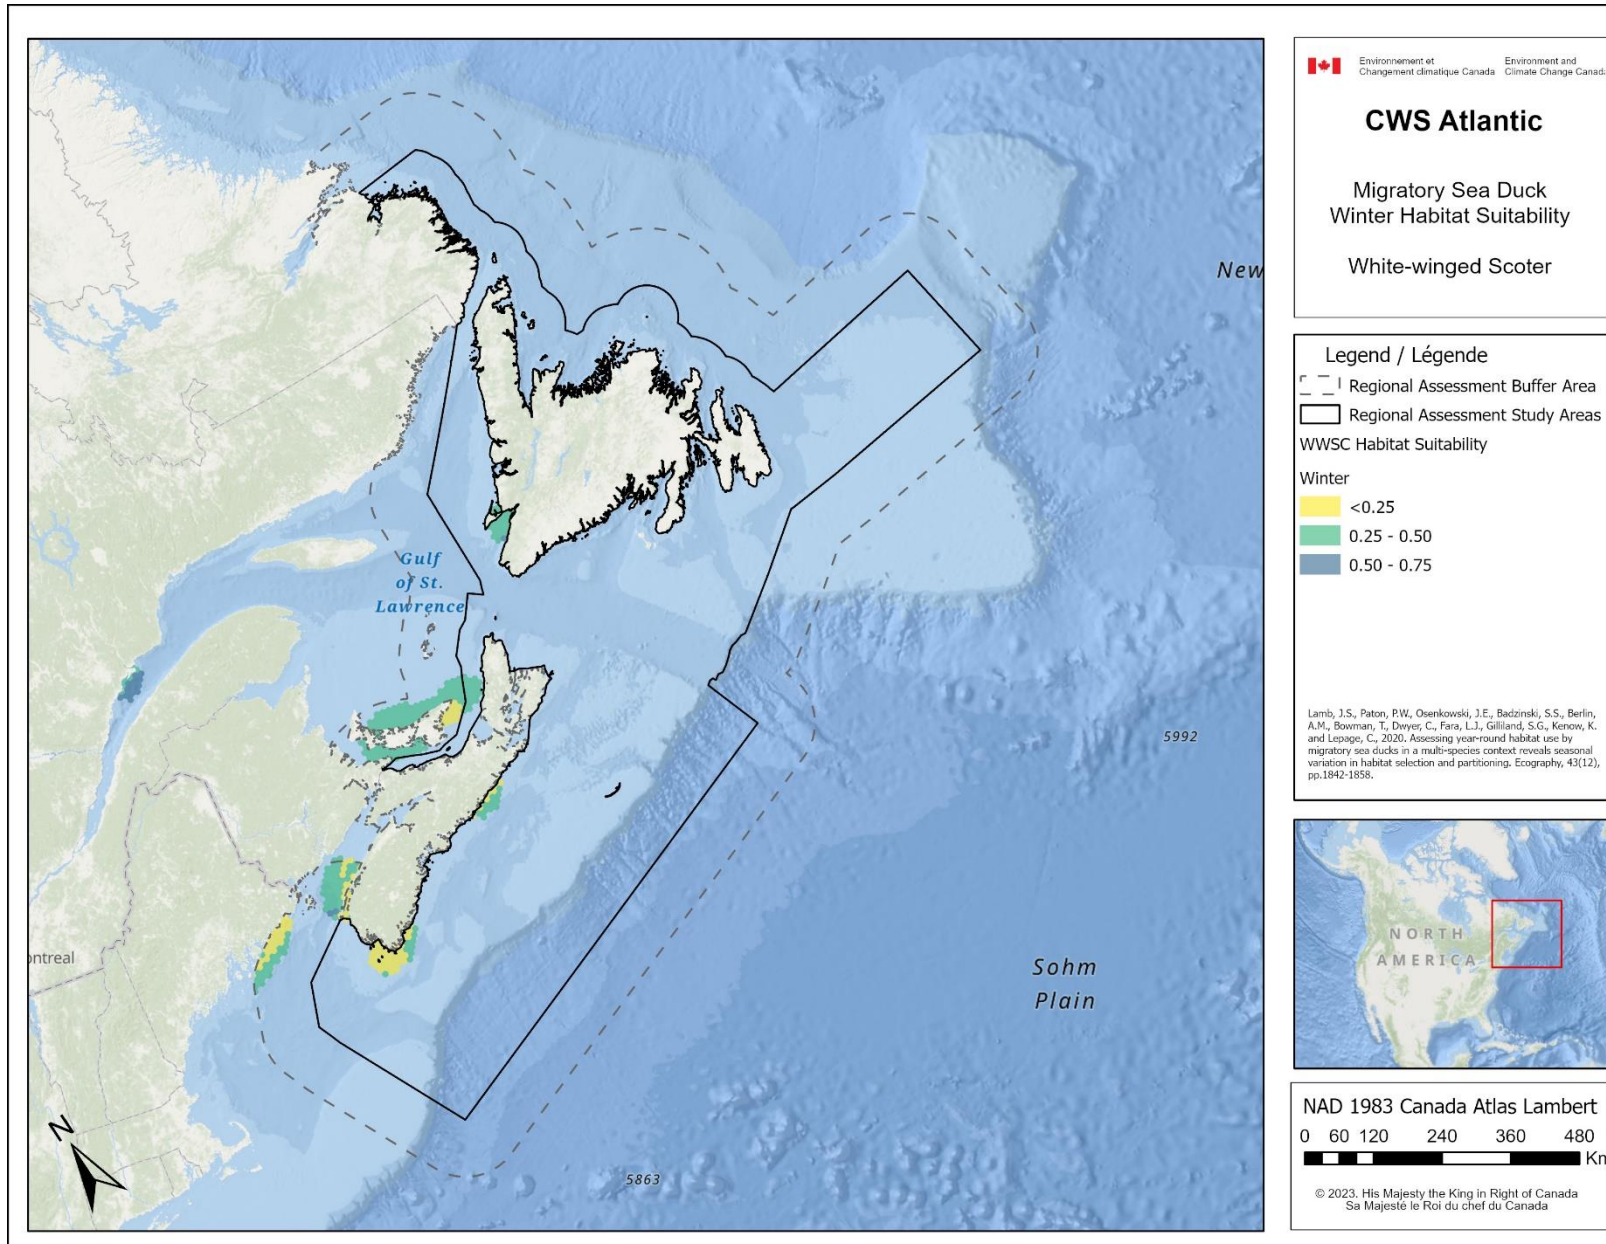 Gulf
of St.
Lawrence
New
5992
Sohm
Plain
5863
ontreal
N
Environnement et
Changement climatique Canada
Environment and
Climate Change Canada
CWS Atlantic
Migratory Sea Duck
Winter Habitat Suitability
White-winged Scoter
Legend / Légende
Regional Assessment Buffer Area
Regional Assessment Study Areas
WWSC Habitat Suitability
Winter
<0.25
0.25 - 0.50
0.50 - 0.75
Lamb, J.S., Paton, P.W., Osenkowski, J.E., Badzinski, S.S., Berlin,
A.M., Bowman, T., Dwyer, C., Fara, L.J., Gilliland, S.G., Kenow, K.
and Lepage, C., 2020. Assessing year-round habitat use by
migratory sea ducks in a multi-species context reveals seasonal
variation in habitat selection and partitioning. Ecography, 43(12),
pp.1842-1858.
NORTH
AMERICA
NAD 1983 Canada Atlas Lambert
0 60 120 240 360 480
Km
© 2023. His Majesty the King in Right of Canada
Sa Majesté le Roi du chef du Canada